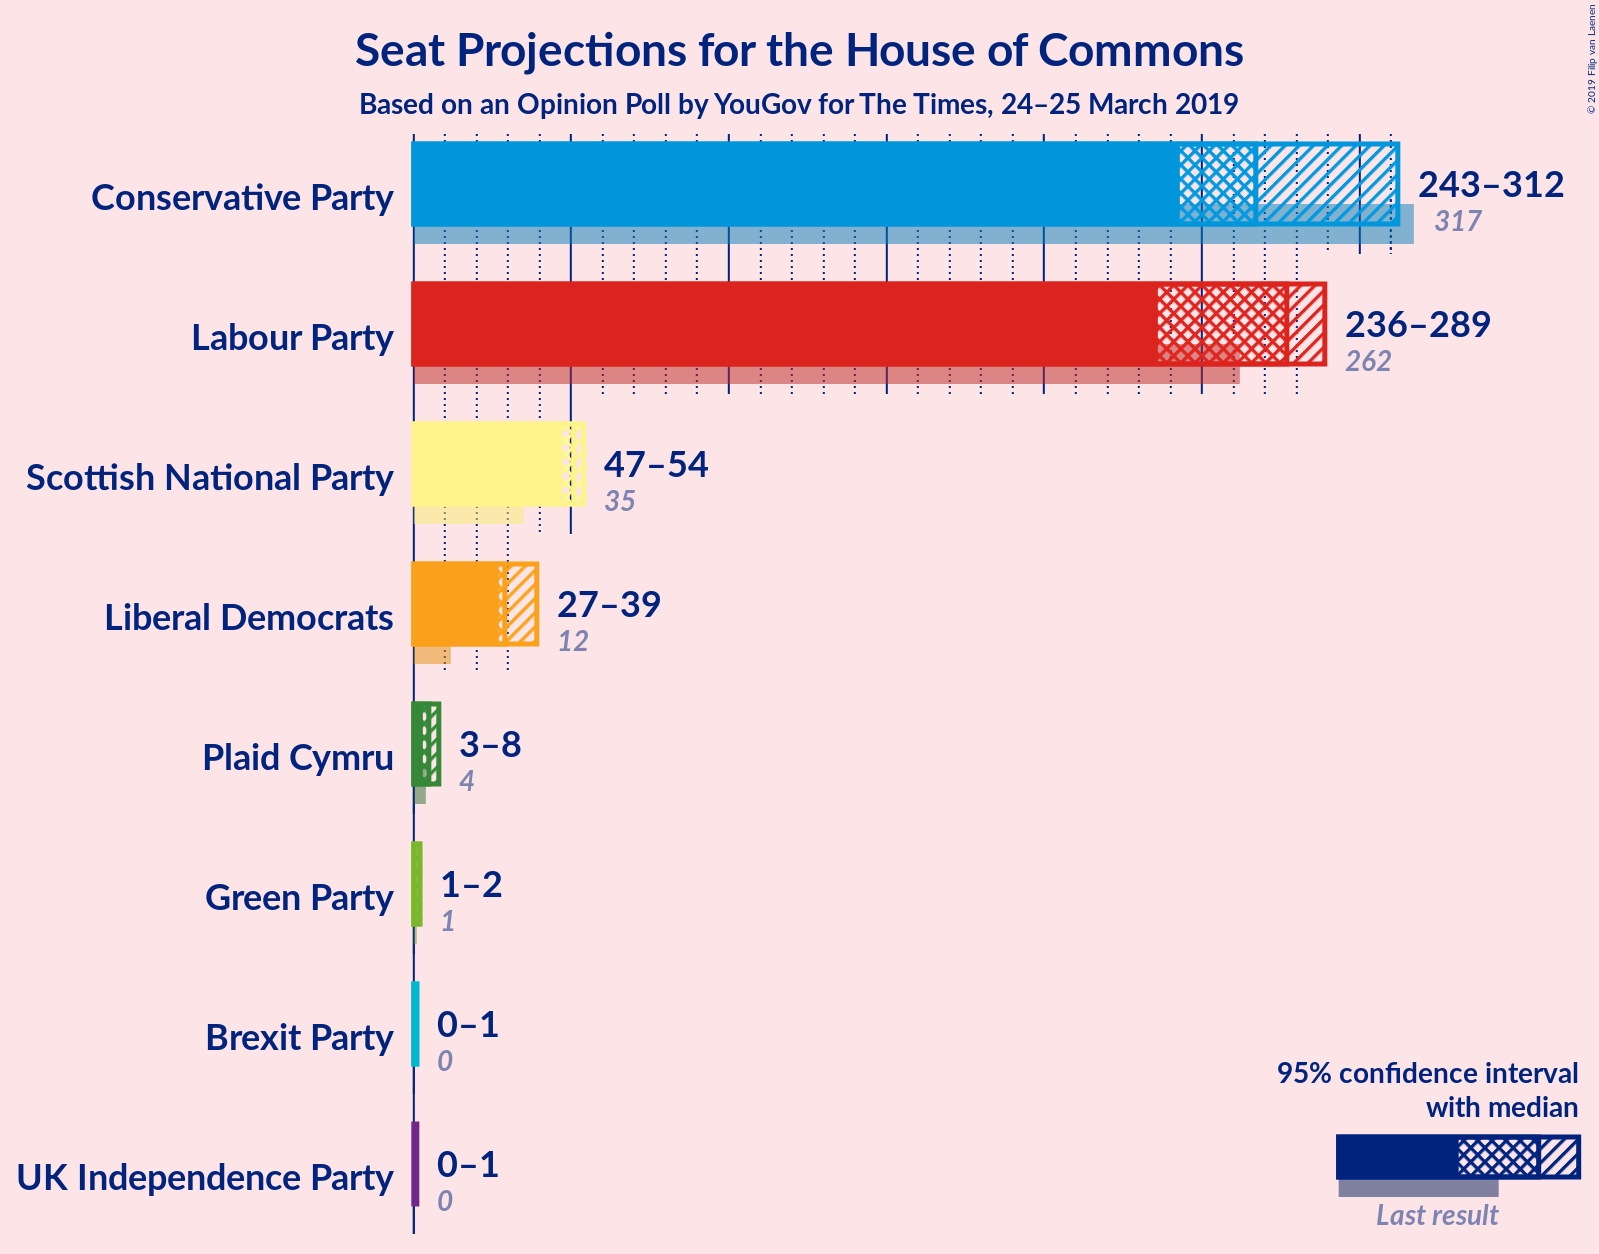 Seat Projections for the House of Commons
Based on an Opinion Poll by YouGov for The Times, 24–25 March 2019
© 2019 Filip van Laenen
Conservative Party
243–312
317
Labour Party
236–289
262
Scottish National Party
47–54
35
Liberal Democrats
27–39
12
Plaid Cymru
3–8
4
Green Party
1–2
1
Brexit Party
0–1
0
UK Independence Party
0–1
0
95% confidence interval
with median
Last result